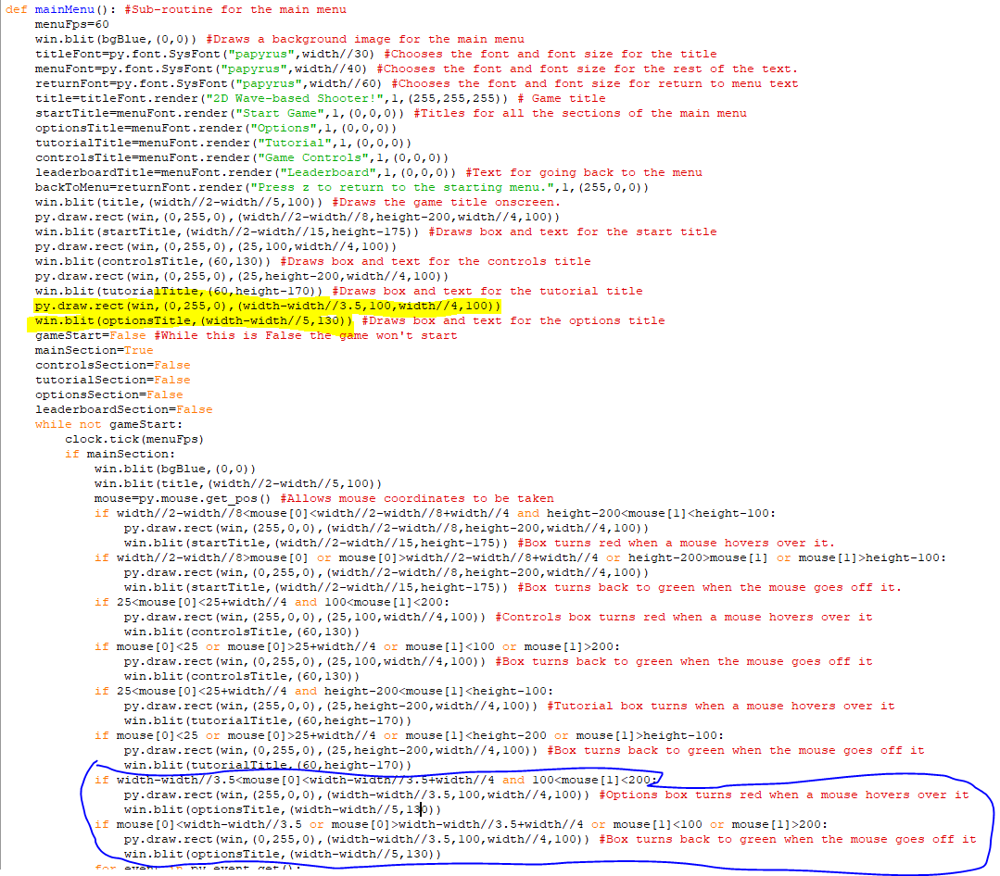 def mainMenu(): #Sub-routine for the main menu
    menuFps=60
    win.blit(bgBlue,(0,0)) #Draws a background image for the main menu
    titleFont=py.font.SysFont("papyrus",width//30) #Chooses the font and font size for the title
    menuFont=py.font.SysFont("papyrus",width//40) #Chooses the font and font size for the rest of the text.
    returnFont=py.font.SysFont("papyrus",width//60) #Chooses the font and font size for return to menu text
    title=titleFont.render("2D Wave-based Shooter!",1,(255,255,255)) # Game title
    startTitle=menuFont.render("Start Game",1,(0,0,0)) #Titles for all the sections of the main menu
    optionsTitle=menuFont.render("Options",1,(0,0,0))
    tutorialTitle=menuFont.render("Tutorial",1,(0,0,0))
    controlsTitle=menuFont.render("Game Controls",1,(0,0,0))
    leaderboardTitle=menuFont.render("Leaderboard",1,(0,0,0)) #Text for going back to the menu
    backToMenu=returnFont.render("Press z to return to the starting menu.",1,(255,0,0))
    win.blit(title,(width//2-width//5,100)) #Draws the game title onscreen.
    py.draw.rect(win,(0,255,0),(width//2-width//8,height-200,width//4,100))
    win.blit(startTitle,(width//2-width//15,height-175)) #Draws box and text for the start title
    py.draw.rect(win,(0,255,0),(25,100,width//4,100))
    win.blit(controlsTitle,(60,130)) #Draws box and text for the controls title
    py.draw.rect(win,(0,255,0),(25,height-200,width//4,100))
    win.blit(tutorialTitle,(60,height-170)) #Draws box and text for the tutorial title
    py.draw.rect(win,(0,255,0),(width-width//3.5,100,width//4,100))
    win.blit(optionsTitle,(width-width//5,130)) #Draws box and text for the options title
    gameStart=False #While this is False the game won't start
    mainSection=True
    controlsSection=False
    tutorialSection=False
    optionsSection=False
    leaderboardSection=False
    while not gameStart:
        clock.tick(menuFps)
        if mainSection:
            win.blit(bgBlue,(0,0))
            win.blit(title,(width//2-width//5,100))
            mouse=py.mouse.get_pos() #Allows mouse coordinates to be taken
            if width//2-width//8<mouse[0]<width//2-width//8+width//4 and height-200<mouse[1]<height-100:
                py.draw.rect(win,(255,0,0),(width//2-width//8,height-200,width//4,100))
                win.blit(startTitle,(width//2-width//15,height-175)) #Box turns red when a mouse hovers over it.
            if width//2-width//8>mouse[0] or mouse[0]>width//2-width//8+width//4 or height-200>mouse[1] or mouse[1]>height-100:
                py.draw.rect(win,(0,255,0),(width//2-width//8,height-200,width//4,100))
                win.blit(startTitle,(width//2-width//15,height-175)) #Box turns back to green when the mouse goes off it.
            if 25<mouse[0]<25+width//4 and 100<mouse[1]<200:
                py.draw.rect(win,(255,0,0),(25,100,width//4,100)) #Controls box turns red when a mouse hovers over it
                win.blit(controlsTitle,(60,130))
            if mouse[0]<25 or mouse[0]>25+width//4 or mouse[1]<100 or mouse[1]>200:
                py.draw.rect(win,(0,255,0),(25,100,width//4,100)) #Box turns back to green when the mouse goes off it
                win.blit(controlsTitle,(60,130))
            if 25<mouse[0]<25+width//4 and height-200<mouse[1]<height-100:
                py.draw.rect(win,(255,0,0),(25,height-200,width//4,100)) #Tutorial box turns when a mouse hovers over it
                win.blit(tutorialTitle,(60,height-170))
            if mouse[0]<25 or mouse[0]>25+width//4 or mouse[1]<height-200 or mouse[1]>height-100:
                py.draw.rect(win,(0,255,0),(25,height-200,width//4,100)) #Box turns back to green when the mouse goes off it
                win.blit(tutorialTitle,(60,height-170))
            if width-width//3.5<mouse[0]<width-width//3.5+width//4 and 100<mouse[1]<200:
                py.draw.rect(win,(255,0,0),(width-width//3.5,100,width//4,100)) #Options box turns red when a mouse hovers over it
                win.blit(optionsTitle,(width-width//5,130))
            if mouse[0]<width-width//3.5 or mouse[0]>width-width//3.5+width//4 or mouse[1]<100 or mouse[1]>200:
                py.draw.rect(win,(0,255,0),(width-width//3.5,100,width//4,100)) #Box turns back to green when the mouse goes off it
                win.blit(optionsTitle,(width-width//5,130))
            for event in py.event.get():